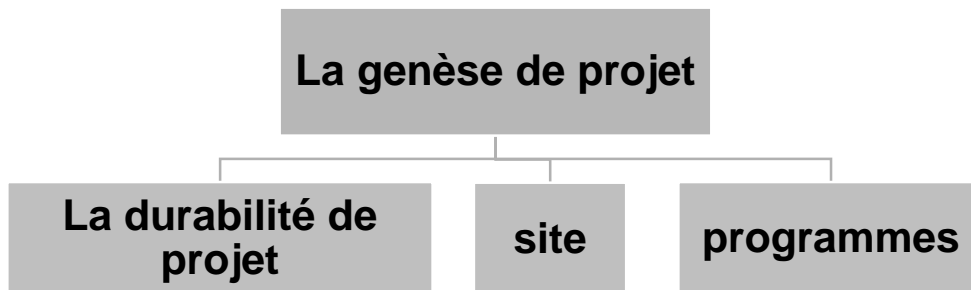 La genèse de projet
La durabilité de
projet
site
programmes